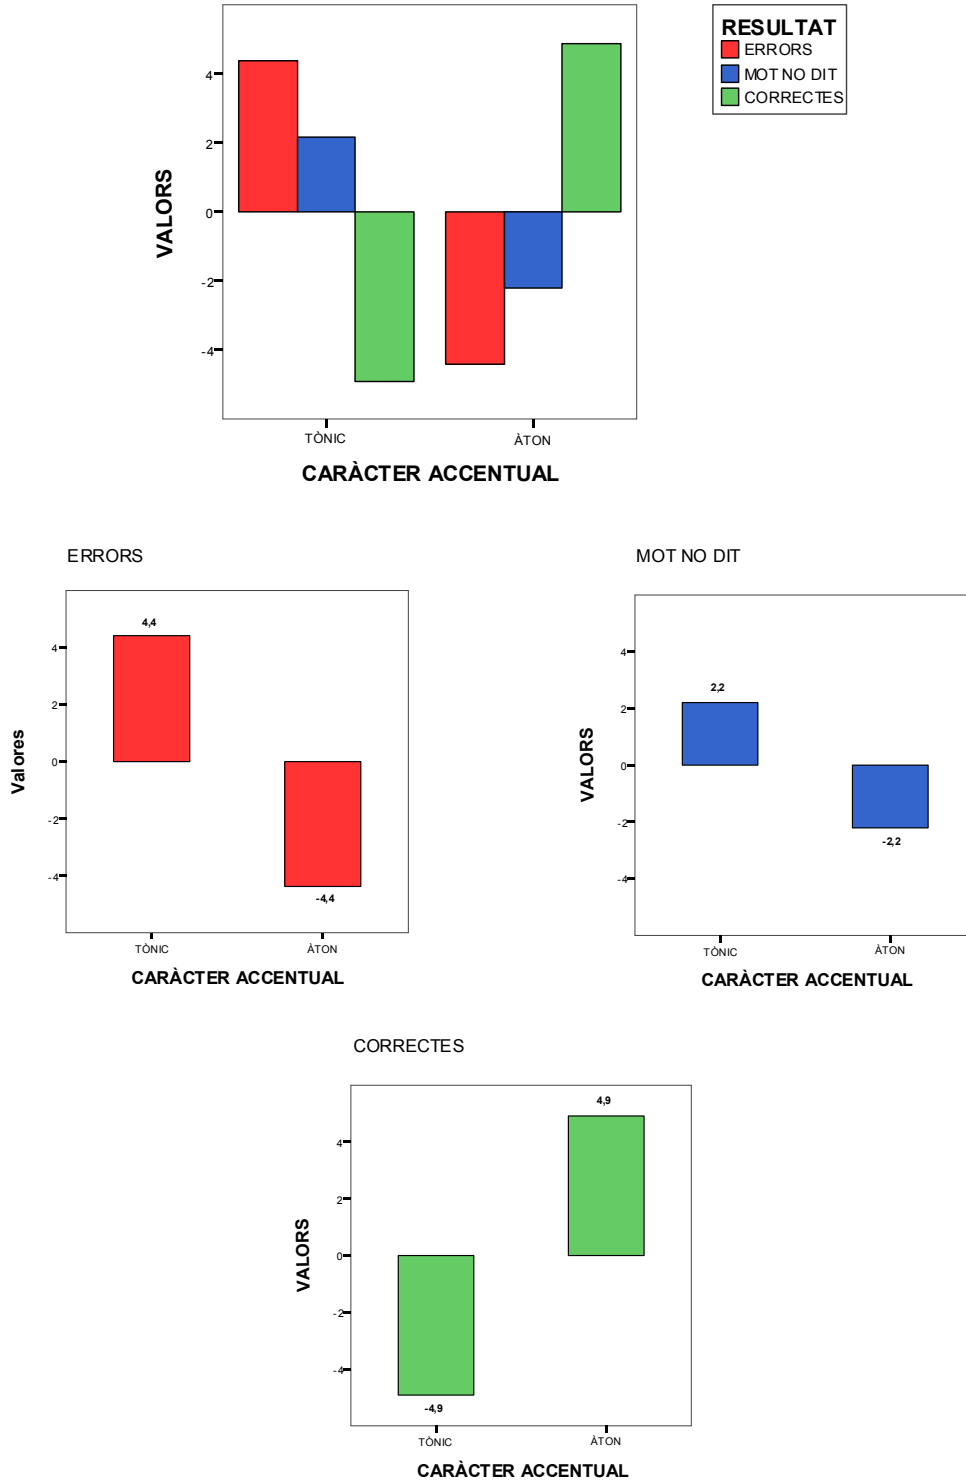 RESULTAT
ERRORS
MOT NO DIT
CORRECTES
4
2
0
-2
-4
VALORS
TÒNIC
ÀTON
CARÀCTER ACCENTUAL
ERRORS
4,4
4
2
0
-2
-4
-4,4
Valores
TÒNIC
ÀTON
CARÀCTER ACCENTUAL
MOT NO DIT
4
2,2
2
0
-2
-2,2
-4
VALORS
TÒNIC
ÀTON
CARÀCTER ACCENTUAL
CORRECTES
4,9
4
2
0
-2
-4
-4,9
VALORS
TÒNIC
ÀTON
CARÀCTER ACCENTUAL